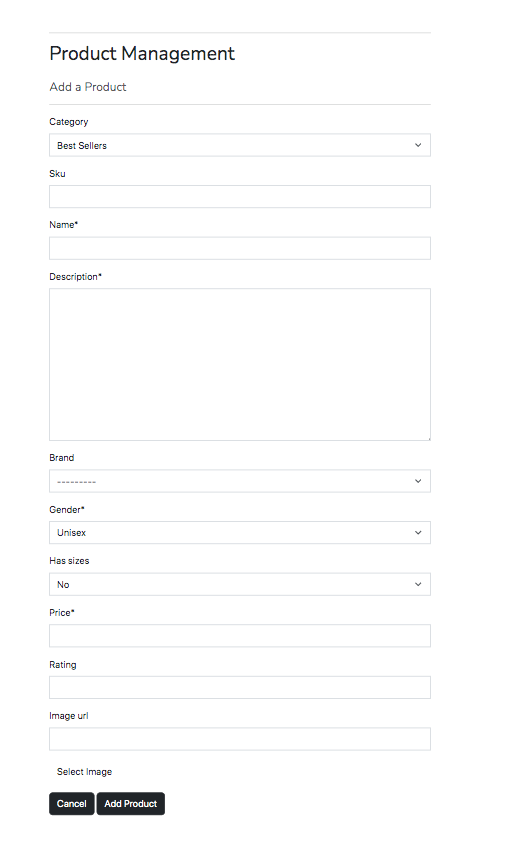 Product Management
Add a Product
Category
Best Sellers
Sku
Name*
Description*
Brand
---------
Gender*
Unisex
Has sizes
No
Price*
Rating
Image url
Select Image
Cancel Add Product